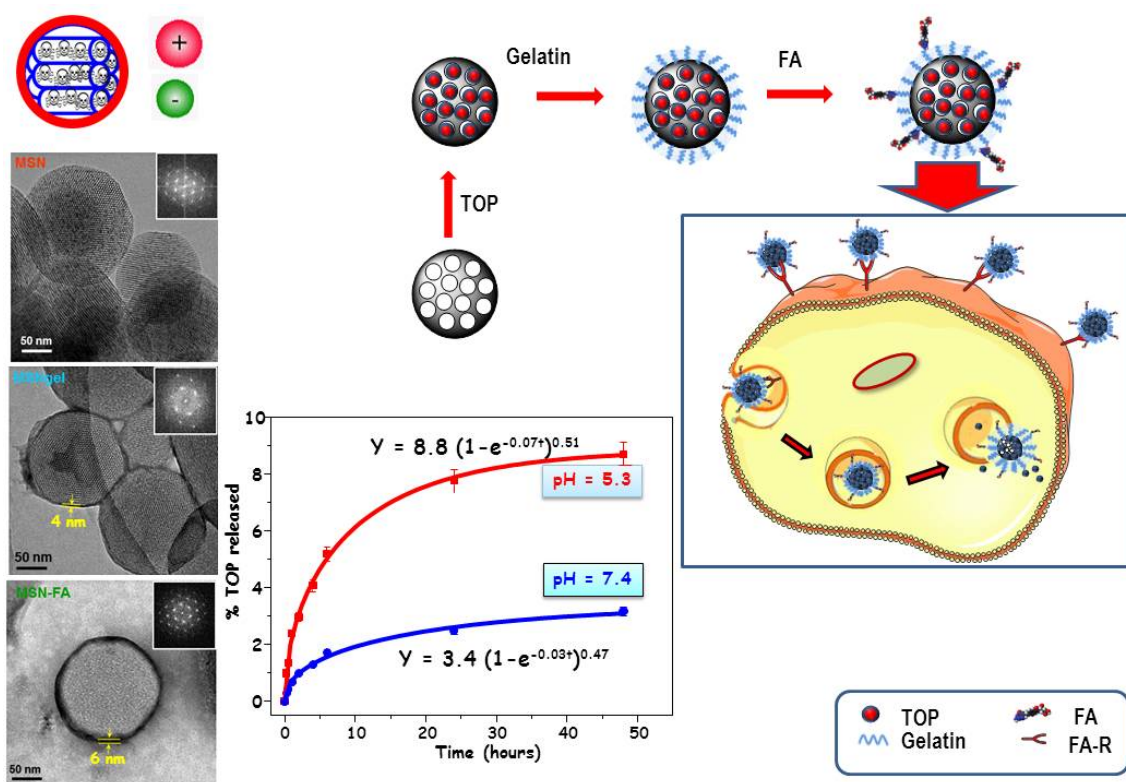 +
-
Gelatin
FA
TOP
MSN
50 nm
4 nm
50 nm
MSN-FA
6 nm
50 nm
10
8
6
4
2
0
% TOP released
Y = 8.8 (1-e^-0.07t)^0.51
pH = 5.3
pH = 7.4
Y = 3.4 (1-e^-0.03t)^0.47
0 10 20 30 40 50
Time (hours)
TOP FA
Gelatin FA-R